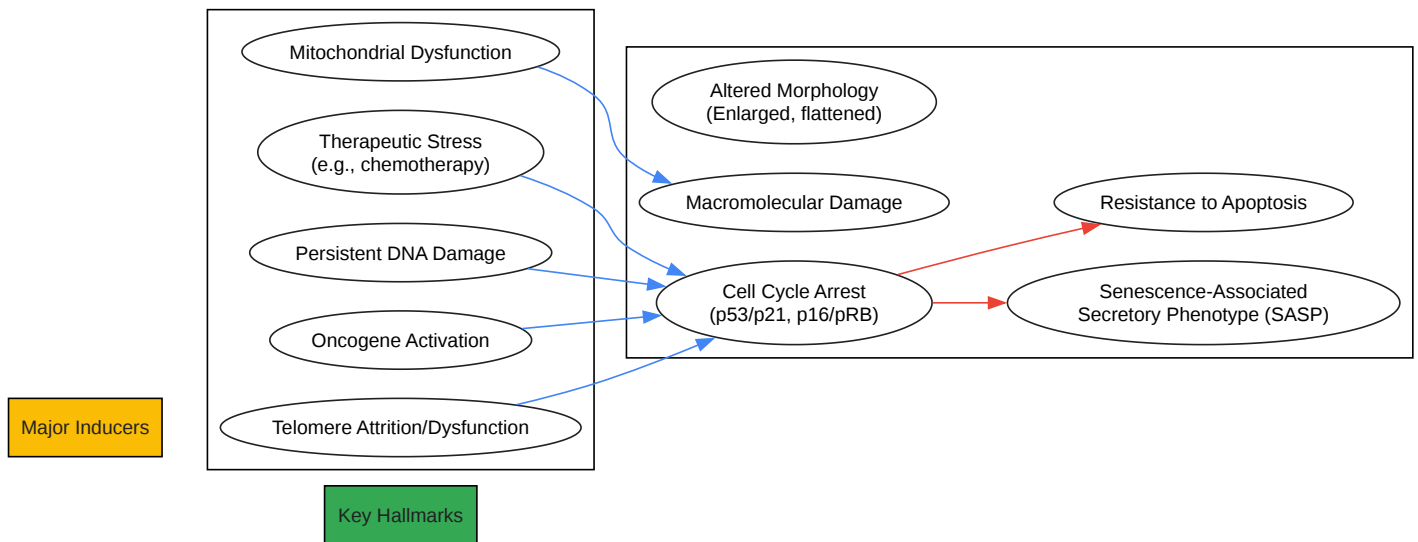 Mitochondrial Dysfunction
Therapeutic Stress
(e.g., chemotherapy)
Persistent DNA Damage
Oncogene Activation
Telomere Attrition/Dysfunction
Major Inducers
Key Hallmarks
Altered Morphology
(Enlarged, flattened)
Macromolecular Damage
Cell Cycle Arrest
(p53/p21, p16/pRB)
Resistance to Apoptosis
Senescence-Associated
Secretory Phenotype (SASP)